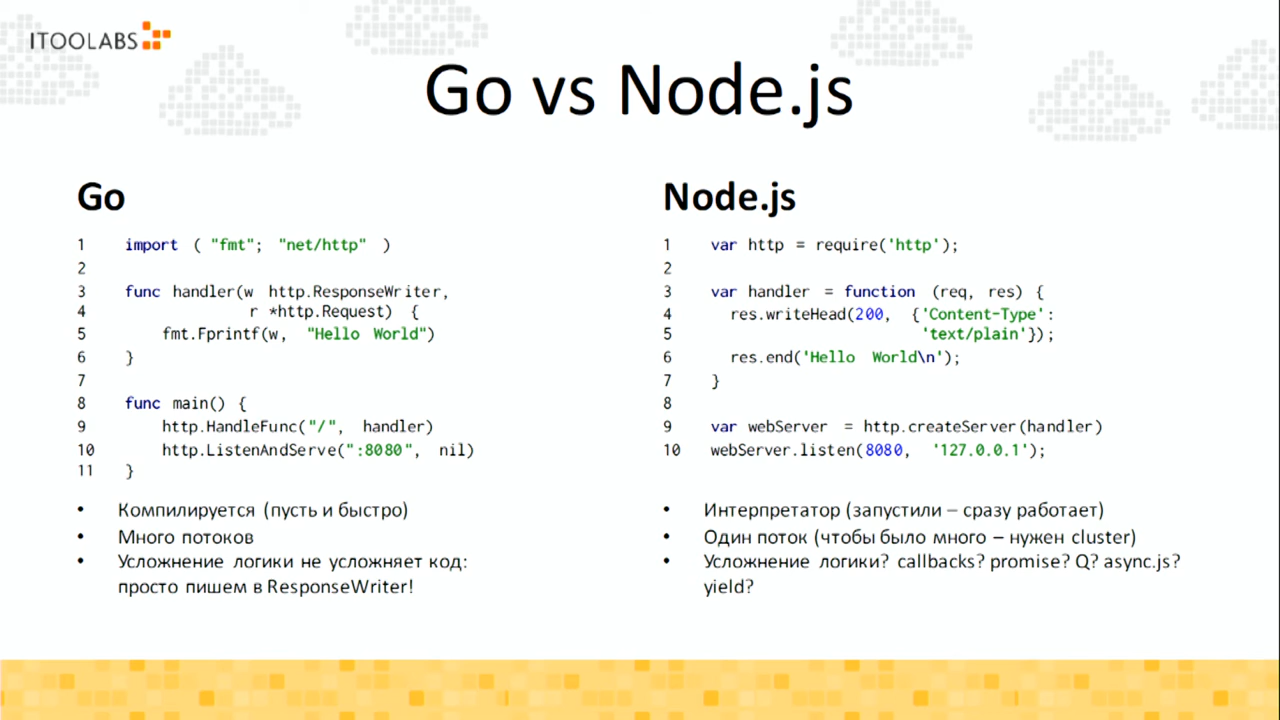 ITOOLABS
Go vs Node.js
Go
1 import ( "fmt"; "net/http" )
2
3 func handler(w http.ResponseWriter,
4 r *http.Request) {
5 fmt.Fprintf(w, "Hello World")
6 }
7
8 func main() {
9 http.HandleFunc("/", handler)
10 http.ListenAndServe(":8080", nil)
11 }
• Компилируется (пусть и быстро)
• Много потоков
• Усложнение логики не усложняет код:
просто пишем в ResponseWriter!
Node.js
1 var http = require('http');
2
3 var handler = function (req, res) {
4 res.writeHead(200, {'Content-Type':
5 'text/plain'});
6 res.end('Hello World\n');
7 }
8
9 var webServer = http.createServer(handler)
10 webServer.listen(8080, '127.0.0.1');
• Интерпретатор (запустили – сразу работает)
• Один поток (чтобы было много – нужен cluster)
• Усложнение логики? callbacks? promise? Q? async.js?
yield?